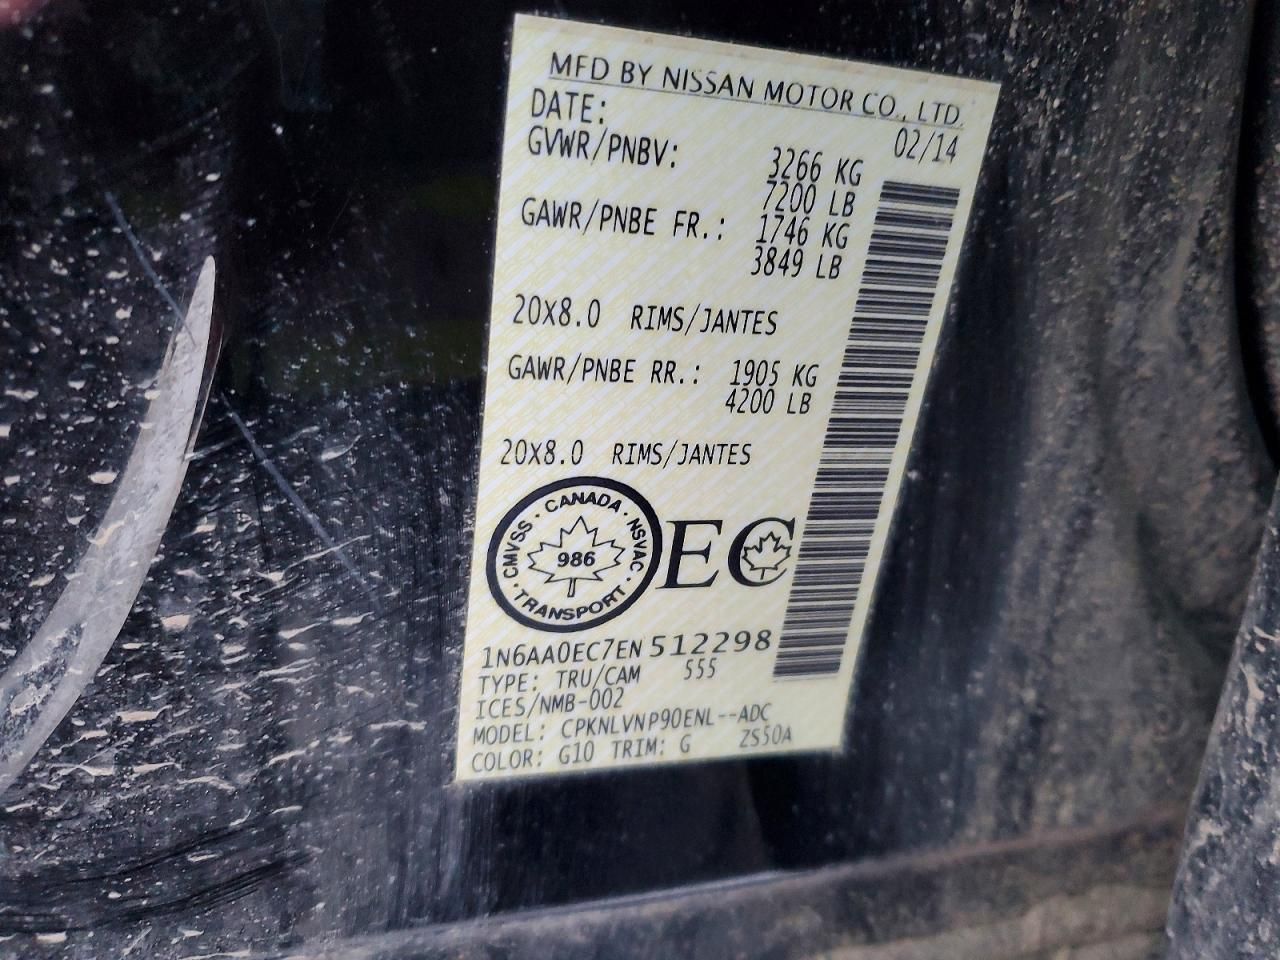 MFD BY NISSAN MOTOR CO., LTD.
DATE: 02/14
GVWR/PNBV: 3266 KG
7200 LB
GAWR/PNBE FR.: 1746 KG
3849 LB
20X8.0 RIMS/JANTES
GAWR/PNBE RR.: 1905 KG
4200 LB
20X8.0 RIMS/JANTES
CANADA · NSVAC · TRANSPORT · CMVSS ·
986
EC
1N6AA0EC7EN512298
TYPE: TRU/CAM 555
ICES/NMB-002
MODEL: CPKNLVNP90ENL--ADC
COLOR: G10 TRIM: G ZS50A